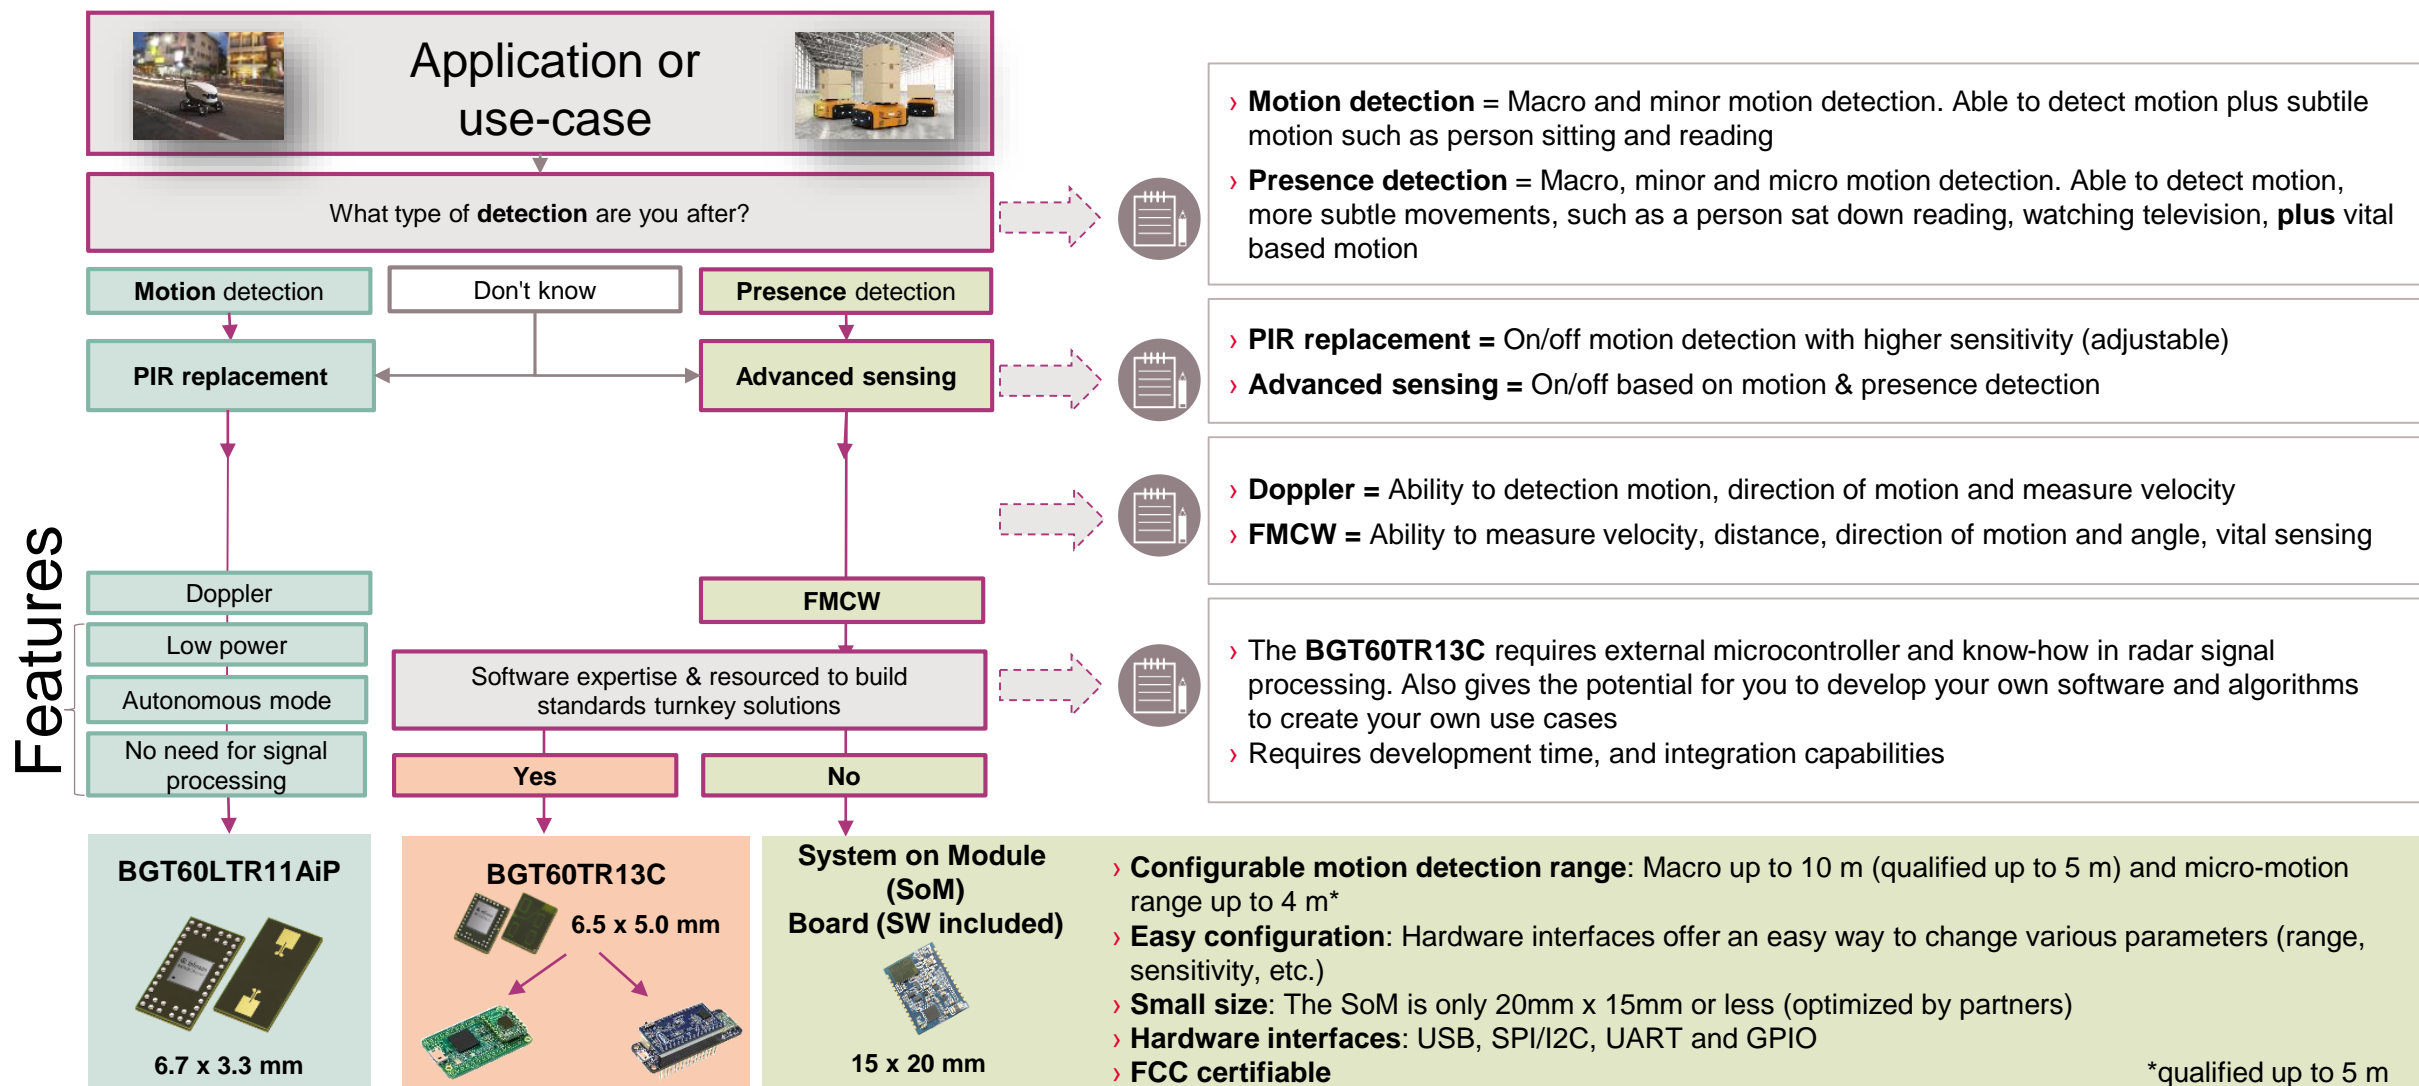 Application or
use-case
What type of detection are you after?
Motion detection
Don't know
Presence detection
PIR replacement
Advanced sensing
› Motion detection = Macro and minor motion detection. Able to detect motion plus subtile
motion such as person sitting and reading
› Presence detection = Macro, minor and micro motion detection. Able to detect motion,
more subtle movements, such as a person sat down reading, watching television, plus vital
based motion
› PIR replacement = On/off motion detection with higher sensitivity (adjustable)
› Advanced sensing = On/off based on motion & presence detection
› Doppler = Ability to detection motion, direction of motion and measure velocity
› FMCW = Ability to measure velocity, distance, direction of motion and angle, vital sensing
Features
Doppler
Low power
Autonomous mode
No need for signal
processing
FMCW
Software expertise & resourced to build
standards turnkey solutions
Yes
No
› The BGT60TR13C requires external microcontroller and know-how in radar signal
processing. Also gives the potential for you to develop your own software and algorithms
to create your own use cases
› Requires development time, and integration capabilities
BGT60LTR11AiP
6.7 x 3.3 mm
BGT60TR13C
6.5 x 5.0 mm
System on Module
(SoM)
Board (SW included)
15 x 20 mm
› Configurable motion detection range: Macro up to 10 m (qualified up to 5 m) and micro-motion
range up to 4 m*
› Easy configuration: Hardware interfaces offer an easy way to change various parameters (range,
sensitivity, etc.)
› Small size: The SoM is only 20mm x 15mm or less (optimized by partners)
› Hardware interfaces: USB, SPI/I2C, UART and GPIO
› FCC certifiable
*qualified up to 5 m